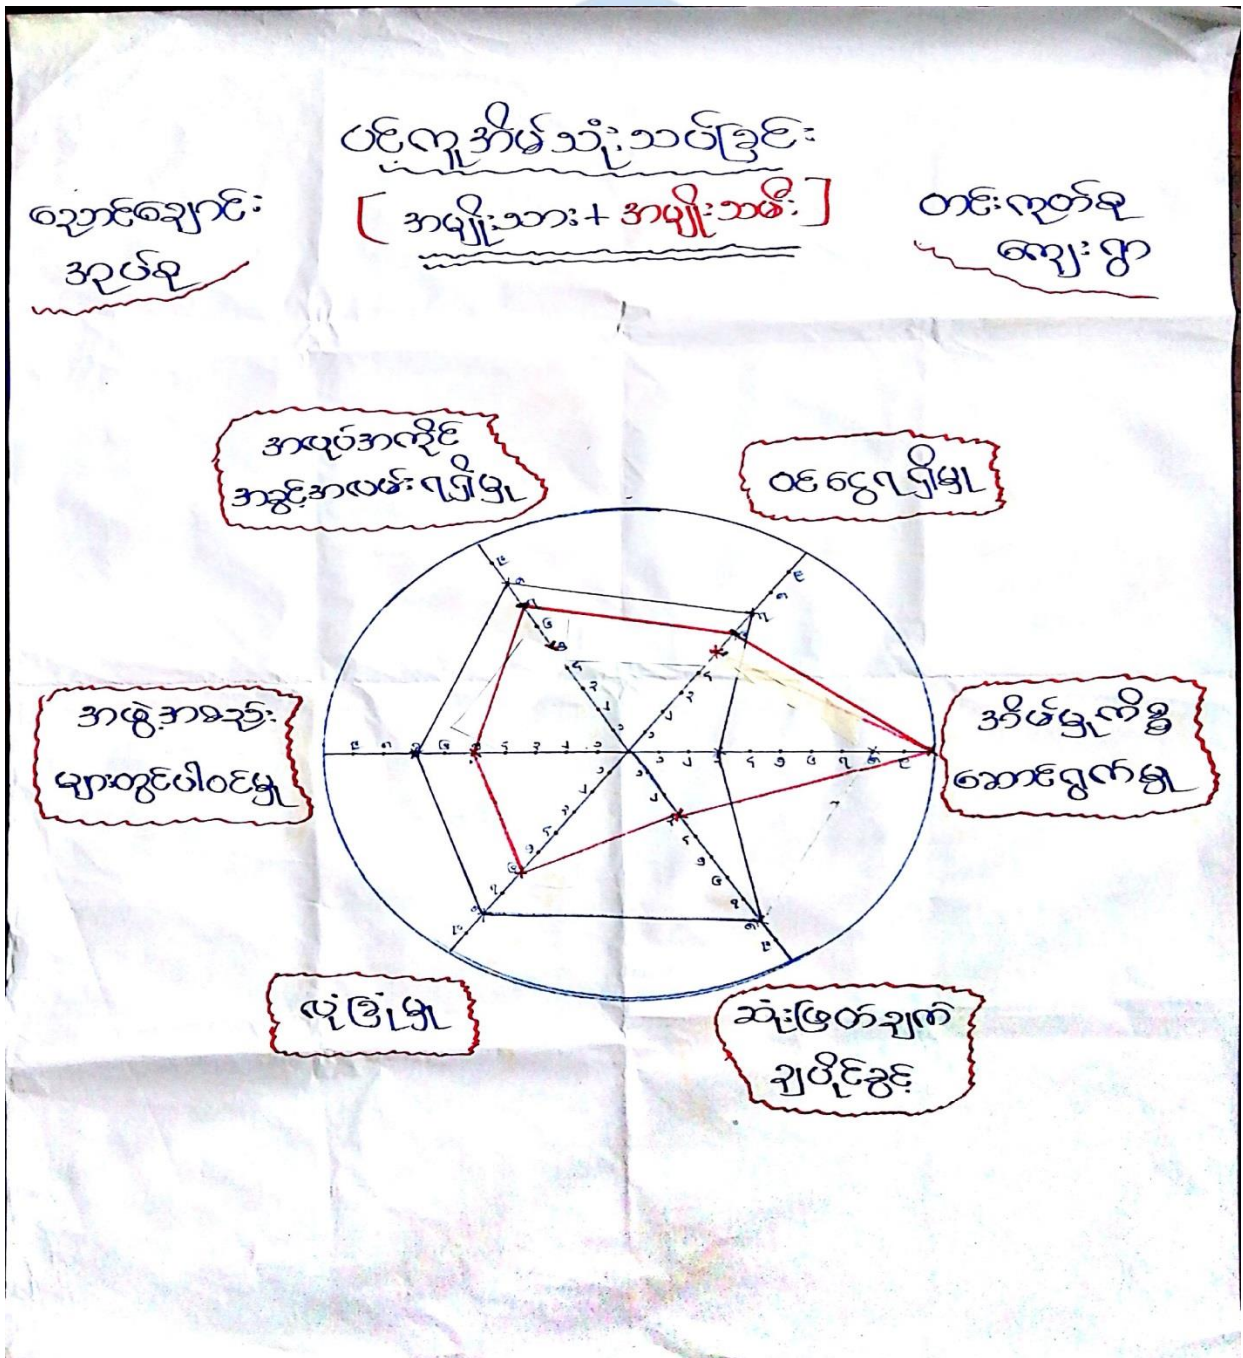 ပင့်ကူအိမ်သုံးသပ်ခြင်း
[အမျိုးသား + အမျိုးသမီး]
ညောင်ချောင်း
အုပ်စု
တင်းကုတ်စု
ကျေးရွာ
အလုပ်အကိုင်
အခွင့်အလမ်းရရှိမှု
ဝင်ငွေရရှိမှု
အဖွဲ့အစည်း
များတွင်ပါဝင်မှု
အိမ်မှုကိစ္စ
ဆောင်ရွက်မှု
လုံခြုံမှု
ဆုံးဖြတ်ချက်
ချပိုင်ခွင့်